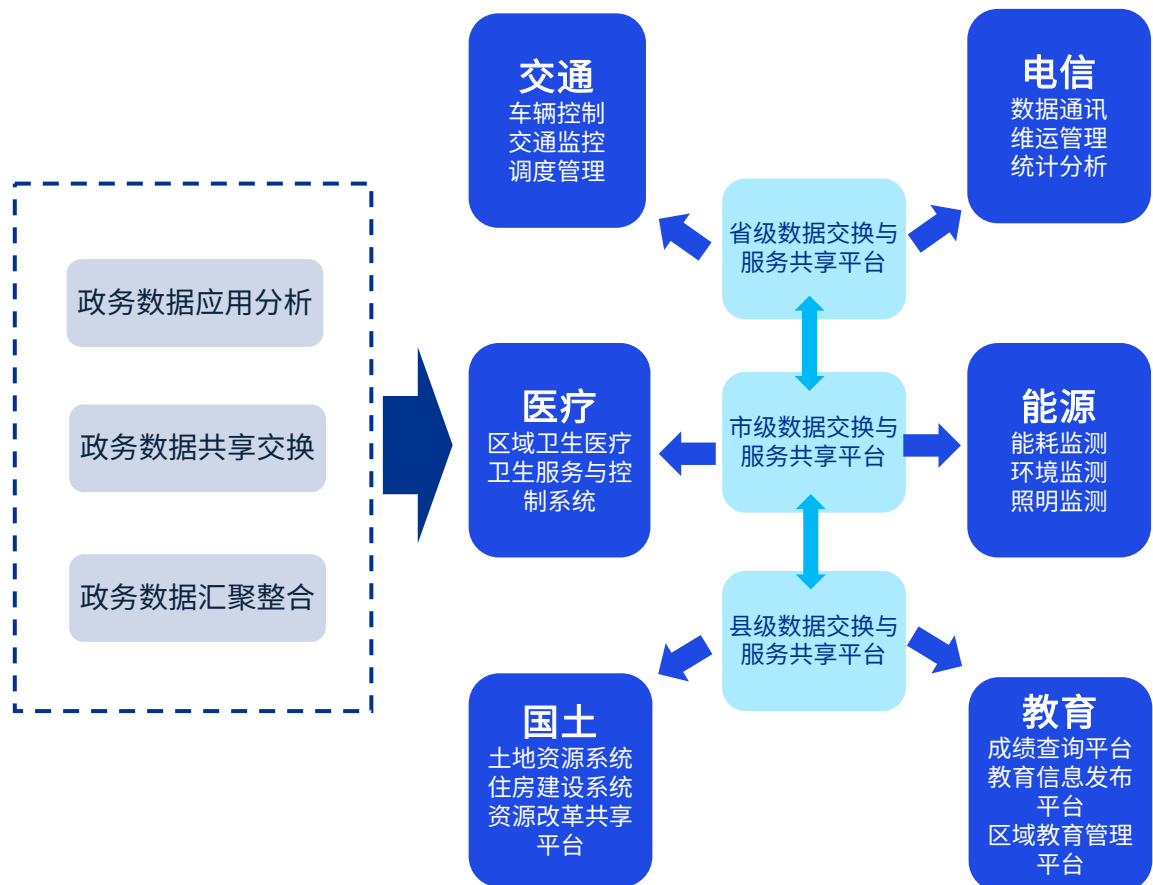 政务数据应用分析
政务数据共享交换
政务数据汇聚整合
交通
车辆控制
交通监控
调度管理
医疗
区域卫生医疗
卫生服务与控
制系统
国土
土地资源系统
住房建设系统
资源改革共享
平台
省级数据交换与
服务共享平台
市级数据交换与
服务共享平台
县级数据交换与
服务共享平台
电信
数据通讯
维运管理
统计分析
能源
能耗监测
环境监测
照明监测
教育
成绩查询平台
教育信息发布
平台
区域教育管理
平台